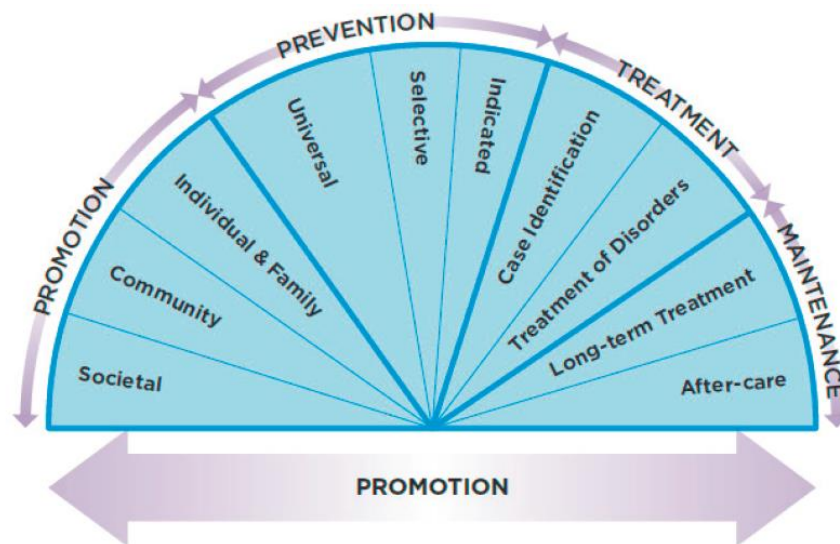 PROMOTION
PREVENTION
TREATMENT
MAINTENANCE
Societal
Community
Individual & Family
Universal
Selective
Indicated
Case Identification
Treatment of Disorders
Long-term Treatment
After-care
PROMOTION